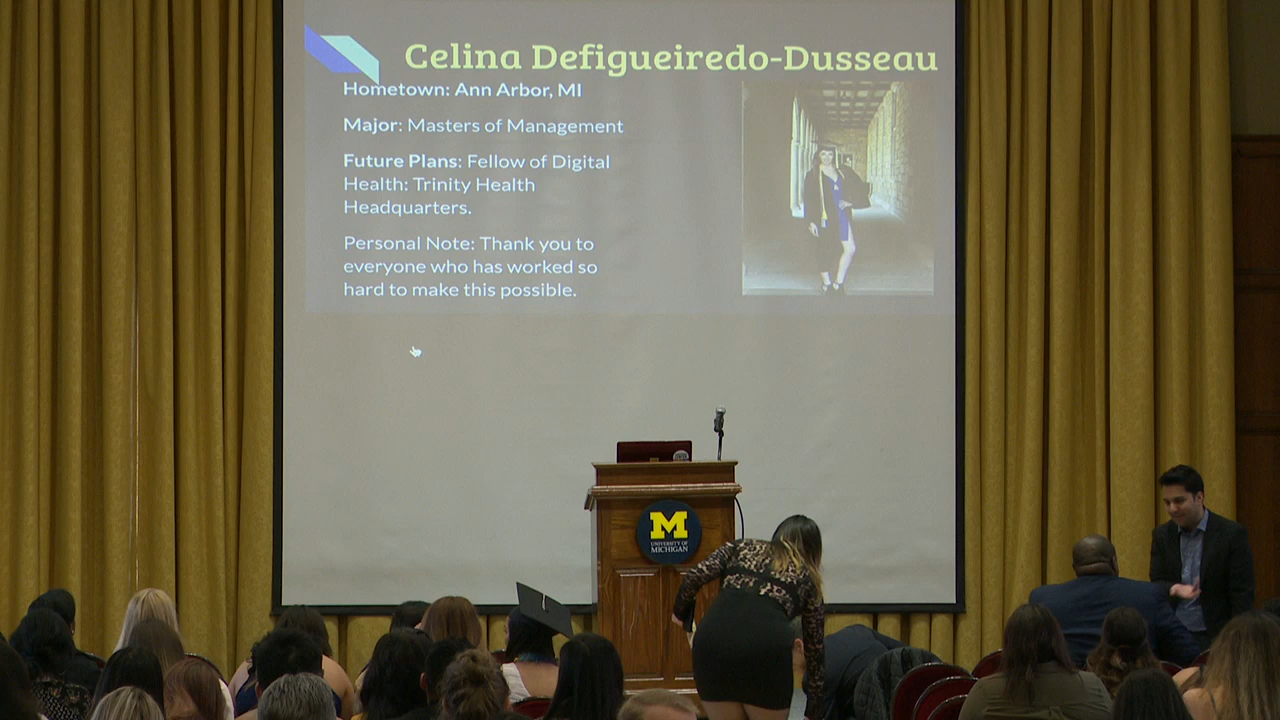 Celina Defigueiredo-Dusseau
Hometown: Ann Arbor, MI
Major: Masters of Management
Future Plans: Fellow of Digital
Health: Trinity Health
Headquarters.
Personal Note: Thank you to
everyone who has worked so
hard to make this possible.
M
UNIVERSITY OF
MICHIGAN